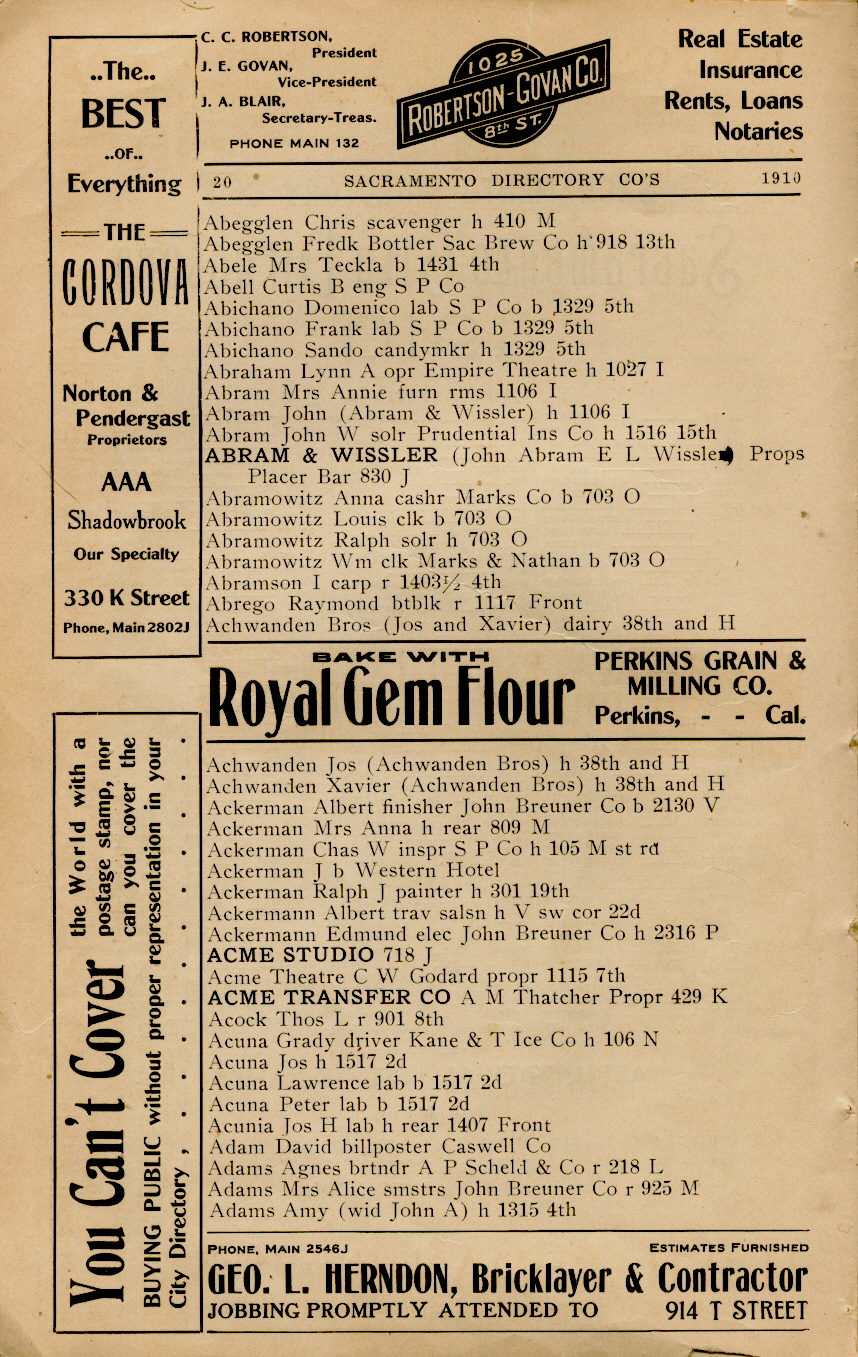 ..The..
BEST
..OF..
Everything
THE
CORDOVA
CAFE
Norton &
Pendergast
Proprietors
AAA
Shadowbrook
Our Specialty
330 K Street
Phone, Main 2802J
C. C. ROBERTSON,
President
J. E. GOVAN,
Vice-President
J. A. BLAIR,
Secretary-Treas.
PHONE MAIN 132
1025
ROBERTSON-GOVAN CO.
8th ST.
Real Estate
Insurance
Rents, Loans
Notaries
20 SACRAMENTO DIRECTORY CO'S 1910
Abegglen Chris scavenger h 410 M
Abegglen Fredk Bottler Sac Brew Co h 918 13th
Abele Mrs Teckla b 1431 4th
Abell Curtis B eng S P Co
Abichano Domenico lab S P Co b 1329 5th
Abichano Frank lab S P Co b 1329 5th
Abichano Sando candymkr h 1329 5th
Abraham Lynn A opr Empire Theatre h 1027 I
Abram Mrs Annie furn rms 1106 I
Abram John (Abram & Wissler) h 1106 I
Abram John W solr Prudential Ins Co h 1516 15th
ABRAM & WISSLER (John Abram E L Wissler) Props
Placer Bar 830 J
Abramowitz Anna cashr Marks Co b 703 O
Abramowitz Louis clk b 703 O
Abramowitz Ralph solr h 703 O
Abramowitz Wm clk Marks & Nathan b 703 O
Abramson I carp r 1403½ 4th
Abrego Raymond btblk r 1117 Front
Achwanden Bros (Jos and Xavier) dairy 38th and H
BAKE WITH
Royal Gem Flour
PERKINS GRAIN &
MILLING CO.
Perkins, - - Cal.
Achwanden Jos (Achwanden Bros) h 38th and H
Achwanden Xavier (Achwanden Bros) h 38th and H
Ackerman Albert finisher John Breuner Co b 2130 V
Ackerman Mrs Anna h rear 809 M
Ackerman Chas W inspr S P Co h 105 M st rd
Ackerman J b Western Hotel
Ackerman Ralph J painter h 301 19th
Ackermann Albert trav salsn h V sw cor 22d
Ackermann Edmund elec John Breuner Co h 2316 P
ACME STUDIO 718 J
Acme Theatre C W Godard propr 1115 7th
ACME TRANSFER CO A M Thatcher Propr 429 K
Acock Thos L r 901 8th
Acuna Grady driver Kane & T Ice Co h 106 N
Acuna Jos h 1517 2d
Acuna Lawrence lab b 1517 2d
Acuna Peter lab b 1517 2d
Acunia Jos H lab h rear 1407 Front
Adam David billposter Caswell Co
Adams Agnes brtndr A P Scheld & Co r 218 L
Adams Mrs Alice smstrs John Breuner Co r 925 M
Adams Amy (wid John A) h 1315 4th
You Can't Cover
the World with a
postage stamp, nor
can you cover the
BUYING PUBLIC without proper representation in your
City Directory , . . . . . . . . . .
PHONE, MAIN 2546J ESTIMATES FURNISHED
GEO. L. HERNDON, Bricklayer & Contractor
JOBBING PROMPTLY ATTENDED TO 914 T STREET